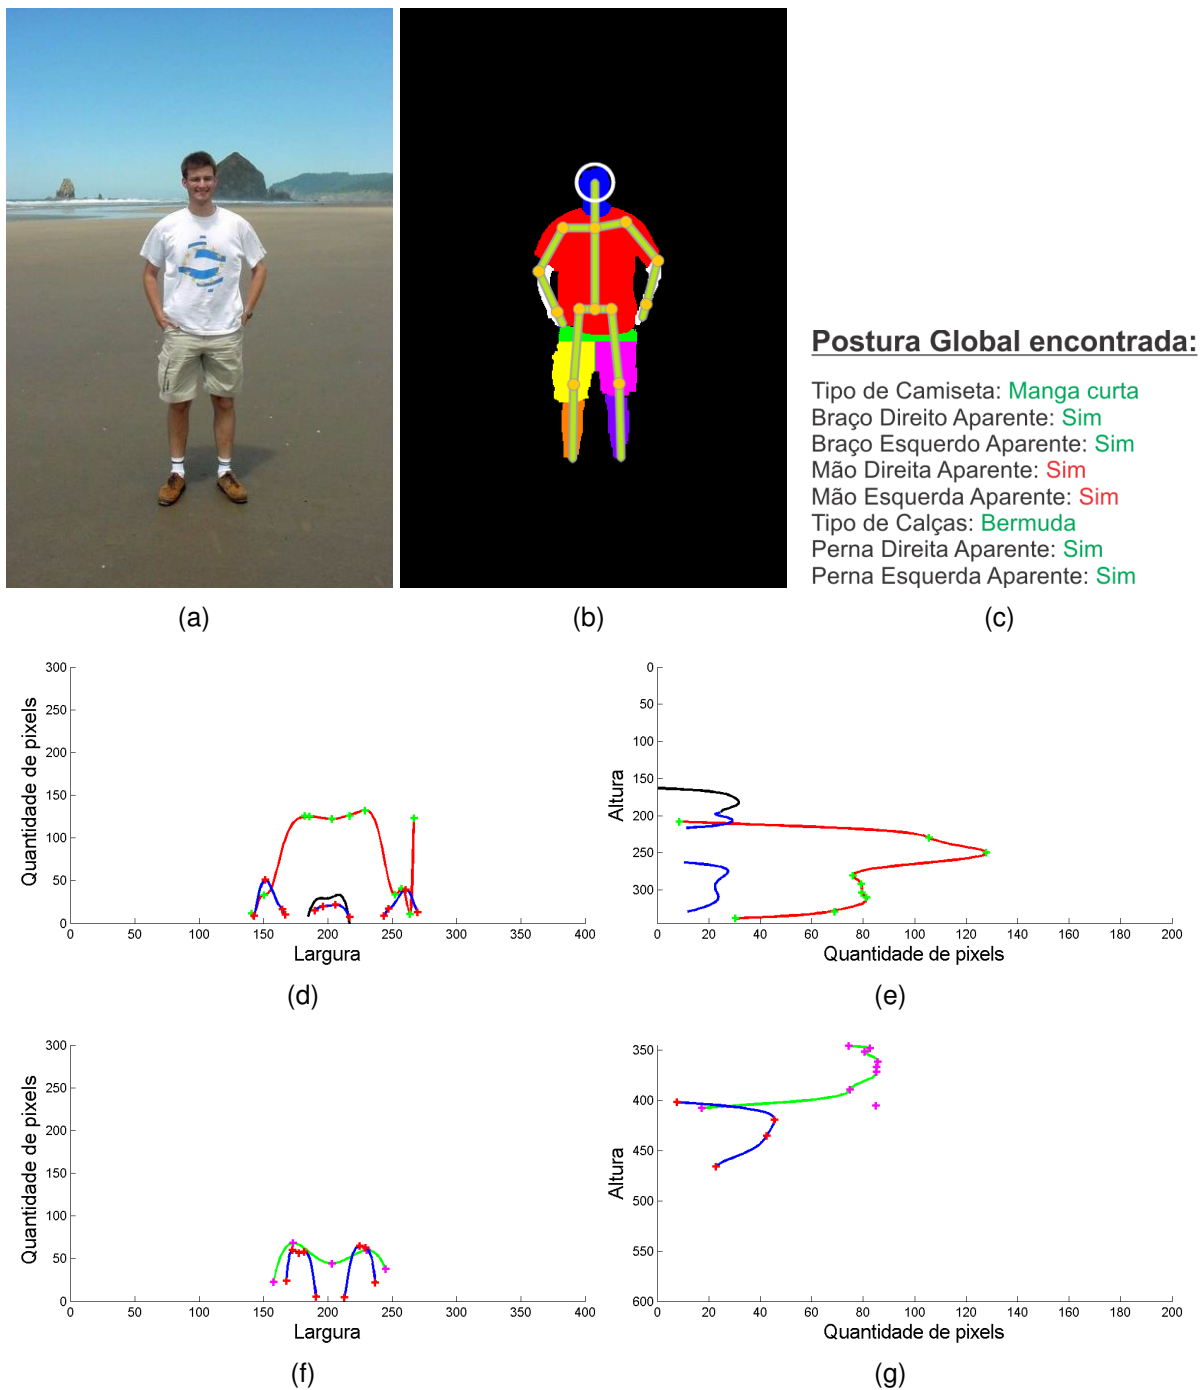 Postura Global encontrada:
Tipo de Camiseta: Manga curta
Braço Direito Aparente: Sim
Braço Esquerdo Aparente: Sim
Mão Direita Aparente: Sim
Mão Esquerda Aparente: Sim
Tipo de Calças: Bermuda
Perna Direita Aparente: Sim
Perna Esquerda Aparente: Sim
(a)
(b)
(c)
Quantidade de pixels
300
250
200
150
100
50
0
0 50 100 150 200 250 300 350 400
Largura
(d)
Altura
0
50
100
150
200
250
300
0 20 40 60 80 100 120 140 160 180 200
Quantidade de pixels
(e)
Quantidade de pixels
300
250
200
150
100
50
0
0 50 100 150 200 250 300 350 400
Largura
(f)
Altura
350
400
450
500
550
600
0 20 40 60 80 100 120 140 160 180 200
Quantidade de pixels
(g)